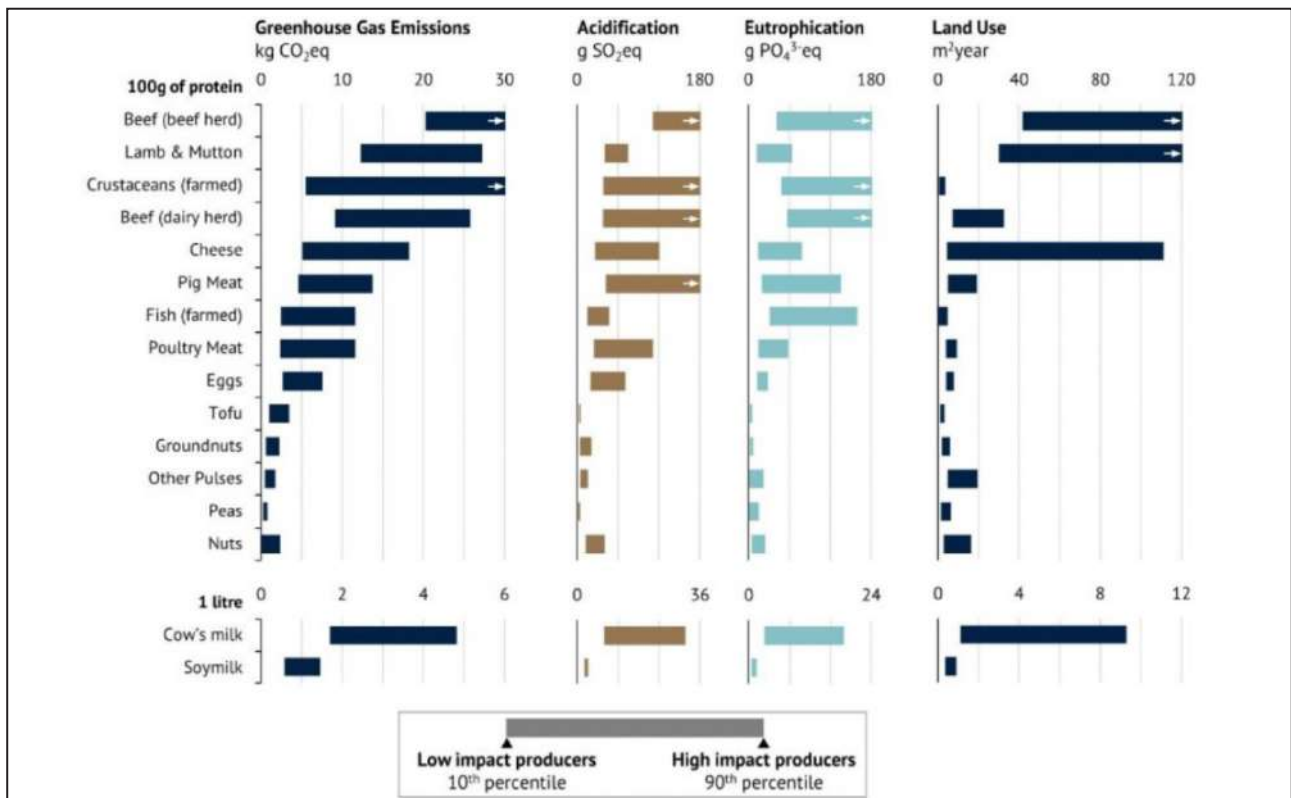 Greenhouse Gas Emissions Acidification Eutrophication Land Use
kg CO₂eq g SO₂eq g PO₄³⁻eq m²year
100g of protein 0 10 20 30 0 180 0 180 0 40 80 120
Beef (beef herd)
Lamb & Mutton
Crustaceans (farmed)
Beef (dairy herd)
Cheese
Pig Meat
Fish (farmed)
Poultry Meat
Eggs
Tofu
Groundnuts
Other Pulses
Peas
Nuts
1 litre 0 2 4 6 0 36 0 24 0 4 8 12
Cow's milk
Soymilk
Low impact producers High impact producers
10th percentile 90th percentile